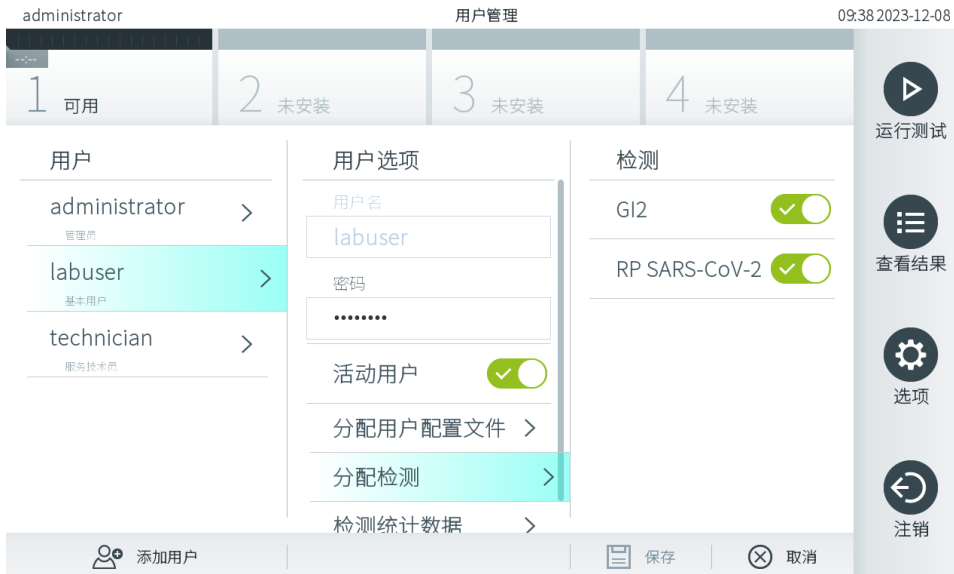 administrator
用户管理
09:38 2023-12-08
--:--
1 可用
2 未安装
3 未安装
4 未安装
运行测试
用户
administrator
管理员
labuser
基本用户
technician
服务技术员
用户选项
用户名
labuser
密码
••••••••
活动用户
分配用户配置文件
分配检测
检测统计数据
检测
GI2
RP SARS-CoV-2
查看结果
选项
注销
添加用户
保存
取消